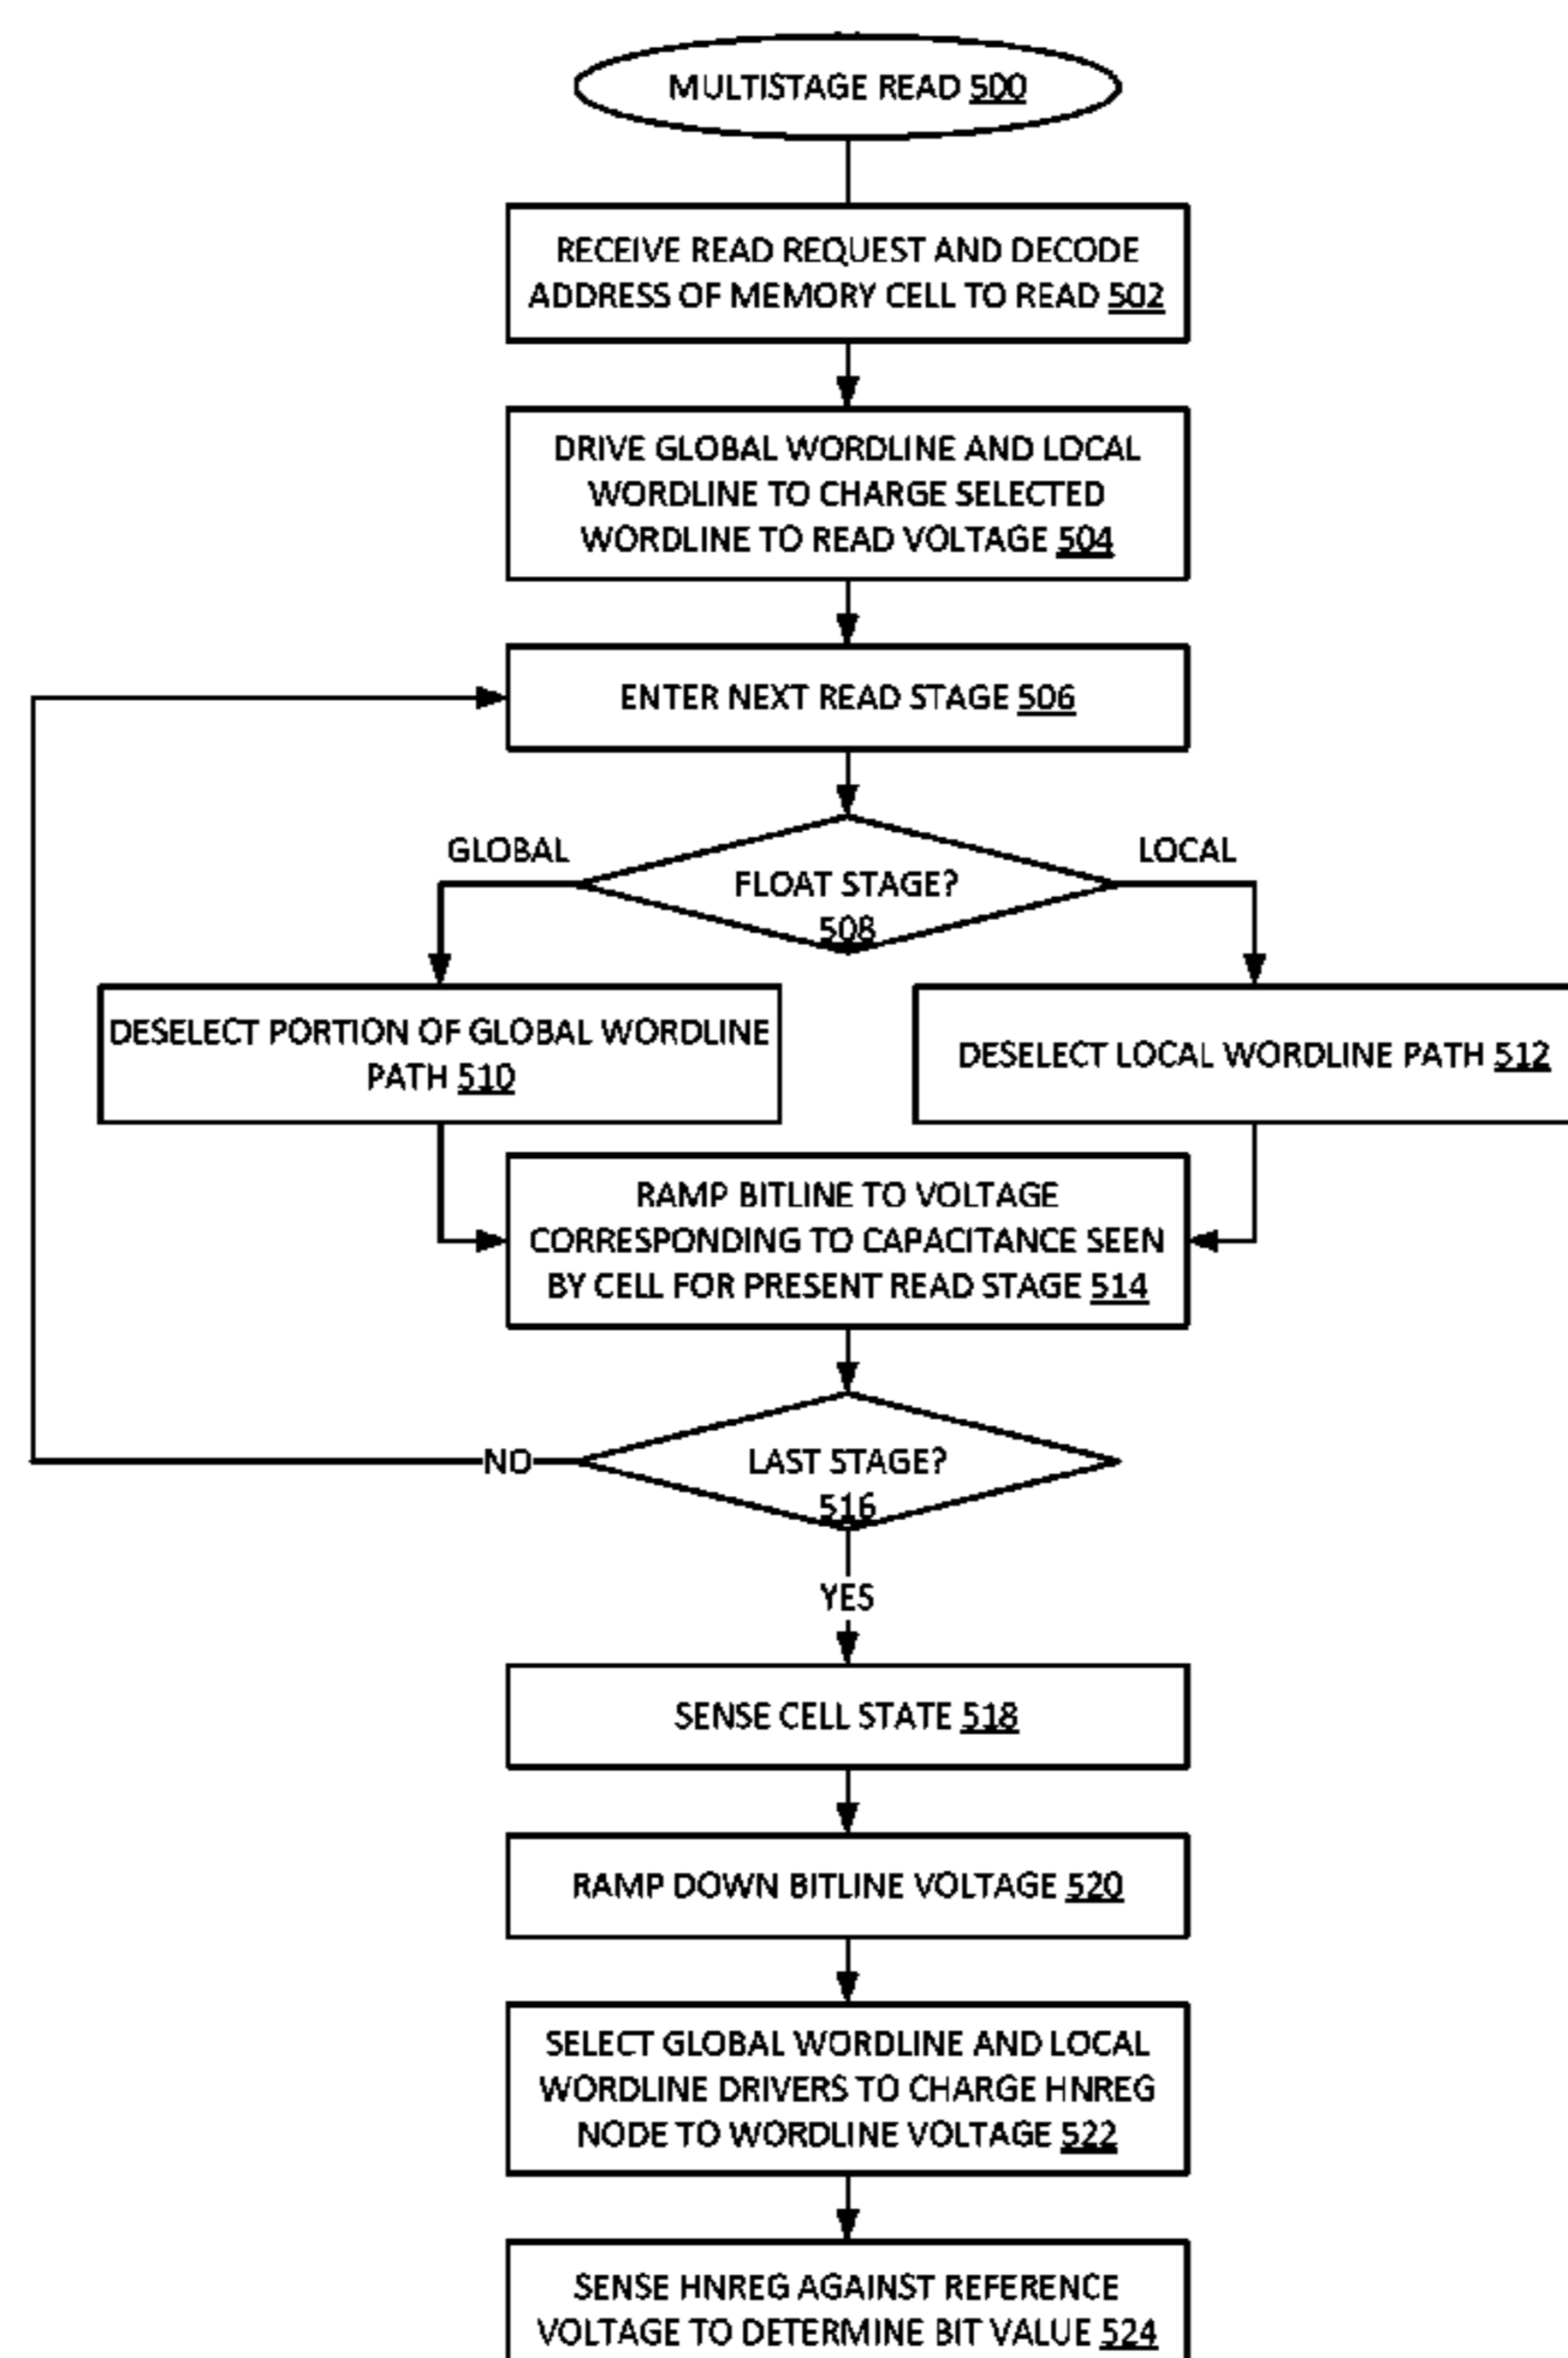 MULTISTAGE READ 500
RECEIVE READ REQUEST AND DECODE
ADDRESS OF MEMORY CELL TO READ 502
DRIVE GLOBAL WORDLINE AND LOCAL
WORDLINE TO CHARGE SELECTED
WORDLINE TO READ VOLTAGE 504
ENTER NEXT READ STAGE 506
GLOBAL
LOCAL
FLOAT STAGE?
508
DESELECT PORTION OF GLOBAL WORDLINE
PATH 510
DESELECT LOCAL WORDLINE PATH 512
RAMP BITLINE TO VOLTAGE
CORRESPONDING TO CAPACITANCE SEEN
BY CELL FOR PRESENT READ STAGE 514
NO
LAST STAGE?
516
YES
SENSE CELL STATE 518
RAMP DOWN BITLINE VOLTAGE 520
SELECT GLOBAL WORDLINE AND LOCAL
WORDLINE DRIVERS TO CHARGE HNREG
NODE TO WORDLINE VOLTAGE 522
SENSE HNREG AGAINST REFERENCE
VOLTAGE TO DETERMINE BIT VALUE 524